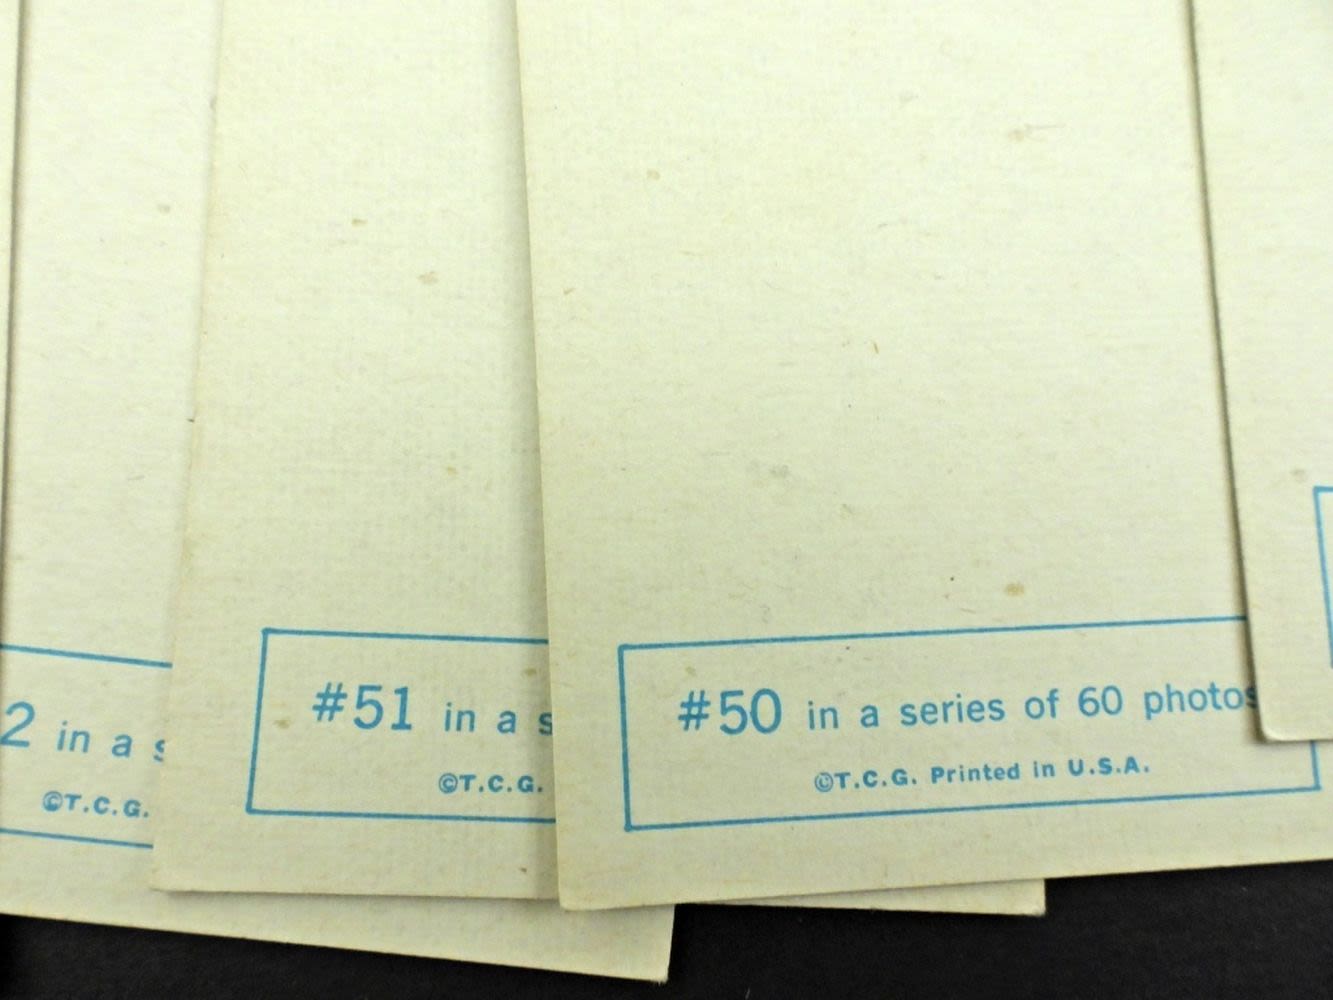 2 in a s
©T.C.G.
#51 in a s
©T.C.G.
#50 in a series of 60 photos
©T.C.G. Printed in U.S.A.